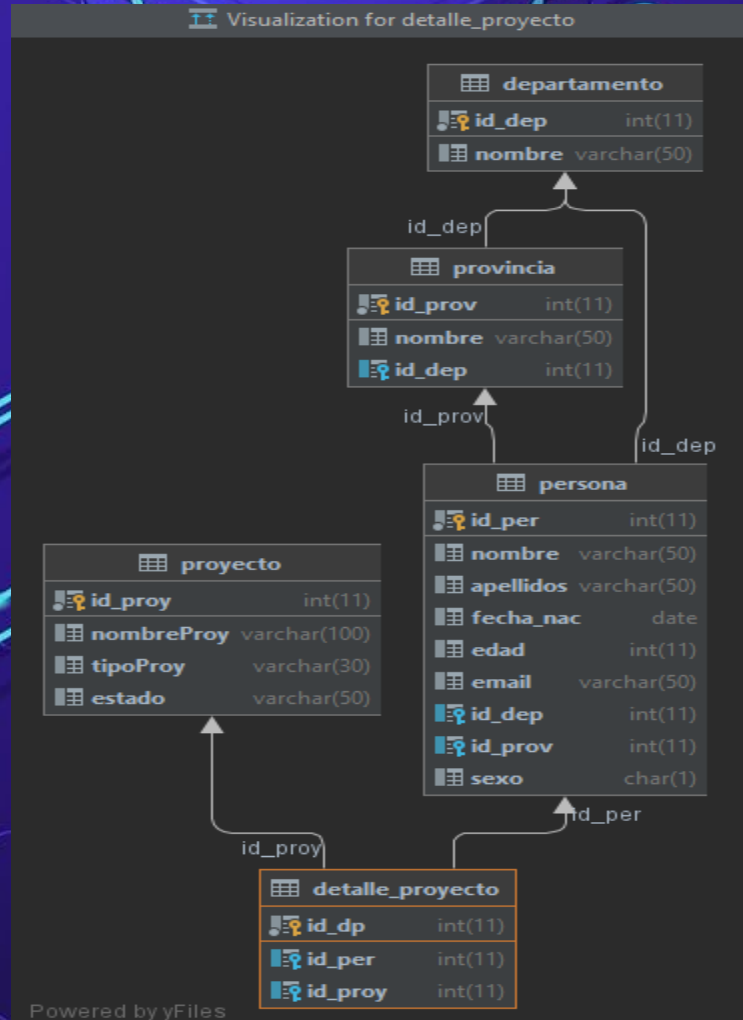 Visualization for detalle_proyecto
departamento
id_dep int(11)
nombre varchar(50)
id_dep
provincia
id_prov int(11)
nombre varchar(50)
id_dep int(11)
id_prov
id_dep
persona
id_per int(11)
nombre varchar(50)
apellidos varchar(50)
fecha_nac date
edad int(11)
email varchar(50)
id_dep int(11)
id_prov int(11)
sexo char(1)
proyecto
id_proy int(11)
nombreProy varchar(100)
tipoProy varchar(30)
estado varchar(50)
id_per
id_proy
detalle_proyecto
id_dp int(11)
id_per int(11)
id_proy int(11)
Powered by yFiles